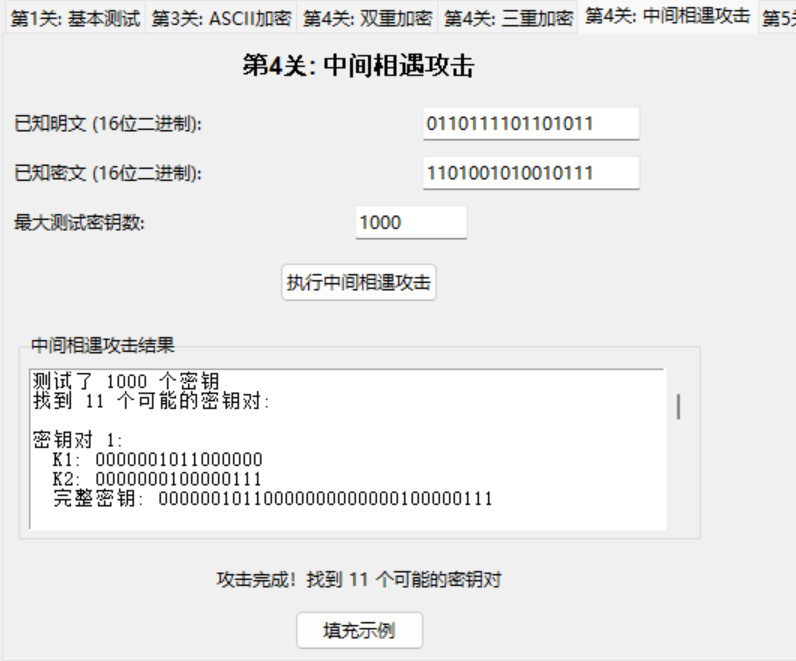 第1关: 基本测试 第3关: ASCII加密 第4关: 双重加密 第4关: 三重加密 第4关: 中间相遇攻击
第4关: 中间相遇攻击
已知明文 (16位二进制): 0110111101101011
已知密文 (16位二进制): 1101001010010111
最大测试密钥数: 1000
执行中间相遇攻击
中间相遇攻击结果
测试了 1000 个密钥
找到 11 个可能的密钥对:
密钥对 1:
K1: 0000001011000000
K2: 0000000100000111
完整密钥: 00000010110000000000000100000111
攻击完成! 找到 11 个可能的密钥对
填充示例